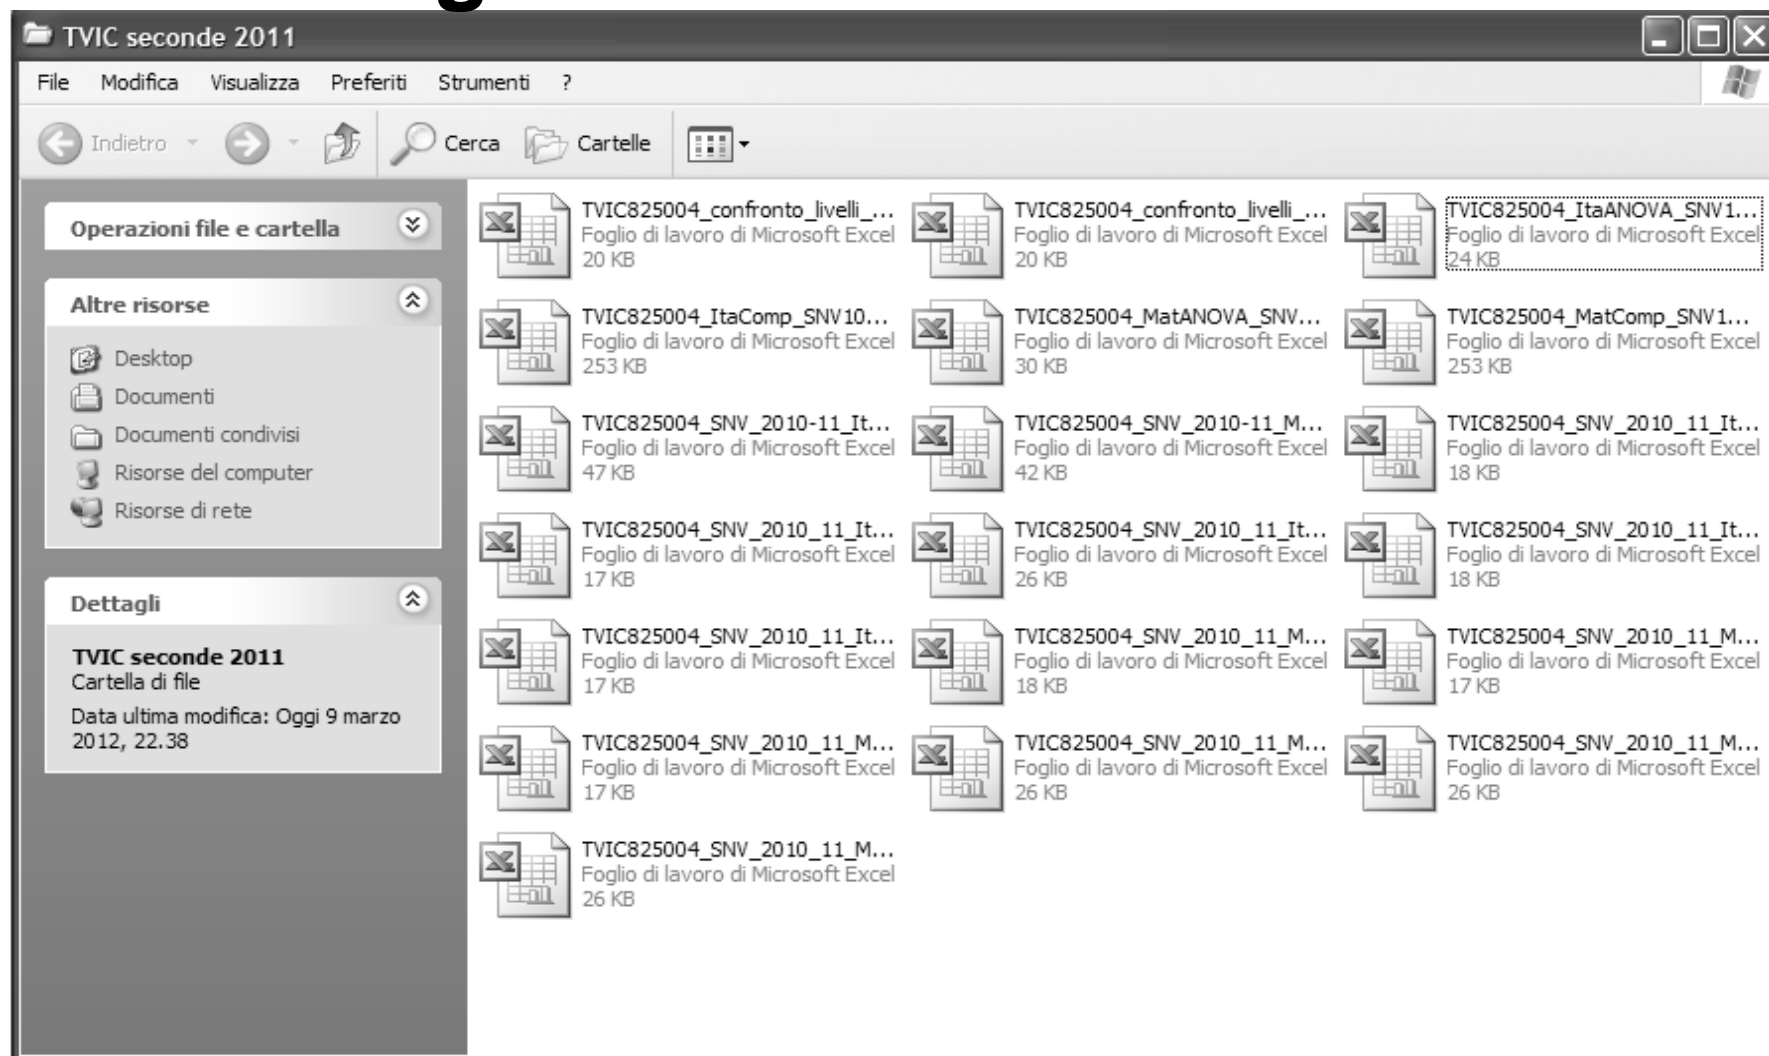 TVIC seconde 2011
File Modifica Visualizza Preferiti Strumenti ?
Indietro Cerca Cartelle
Operazioni file e cartella
Altre risorse
Desktop
Documenti
Documenti condivisi
Risorse del computer
Risorse di rete
Dettagli
TVIC seconde 2011
Cartella di file
Data ultima modifica: Oggi 9 marzo
2012, 22.38
TVIC825004_confronto_livelli_...
Foglio di lavoro di Microsoft Excel
20 KB
TVIC825004_confronto_livelli_...
Foglio di lavoro di Microsoft Excel
20 KB
TVIC825004_ItaANOVA_SNV1...
Foglio di lavoro di Microsoft Excel
24 KB
TVIC825004_ItaComp_SNV10...
Foglio di lavoro di Microsoft Excel
253 KB
TVIC825004_MatANOVA_SNV...
Foglio di lavoro di Microsoft Excel
30 KB
TVIC825004_MatComp_SNV1...
Foglio di lavoro di Microsoft Excel
253 KB
TVIC825004_SNV_2010-11_It...
Foglio di lavoro di Microsoft Excel
47 KB
TVIC825004_SNV_2010-11_M...
Foglio di lavoro di Microsoft Excel
42 KB
TVIC825004_SNV_2010_11_It...
Foglio di lavoro di Microsoft Excel
18 KB
TVIC825004_SNV_2010_11_It...
Foglio di lavoro di Microsoft Excel
17 KB
TVIC825004_SNV_2010_11_It...
Foglio di lavoro di Microsoft Excel
26 KB
TVIC825004_SNV_2010_11_It...
Foglio di lavoro di Microsoft Excel
18 KB
TVIC825004_SNV_2010_11_It...
Foglio di lavoro di Microsoft Excel
17 KB
TVIC825004_SNV_2010_11_M...
Foglio di lavoro di Microsoft Excel
18 KB
TVIC825004_SNV_2010_11_M...
Foglio di lavoro di Microsoft Excel
17 KB
TVIC825004_SNV_2010_11_M...
Foglio di lavoro di Microsoft Excel
17 KB
TVIC825004_SNV_2010_11_M...
Foglio di lavoro di Microsoft Excel
26 KB
TVIC825004_SNV_2010_11_M...
Foglio di lavoro di Microsoft Excel
26 KB
TVIC825004_SNV_2010_11_M...
Foglio di lavoro di Microsoft Excel
26 KB